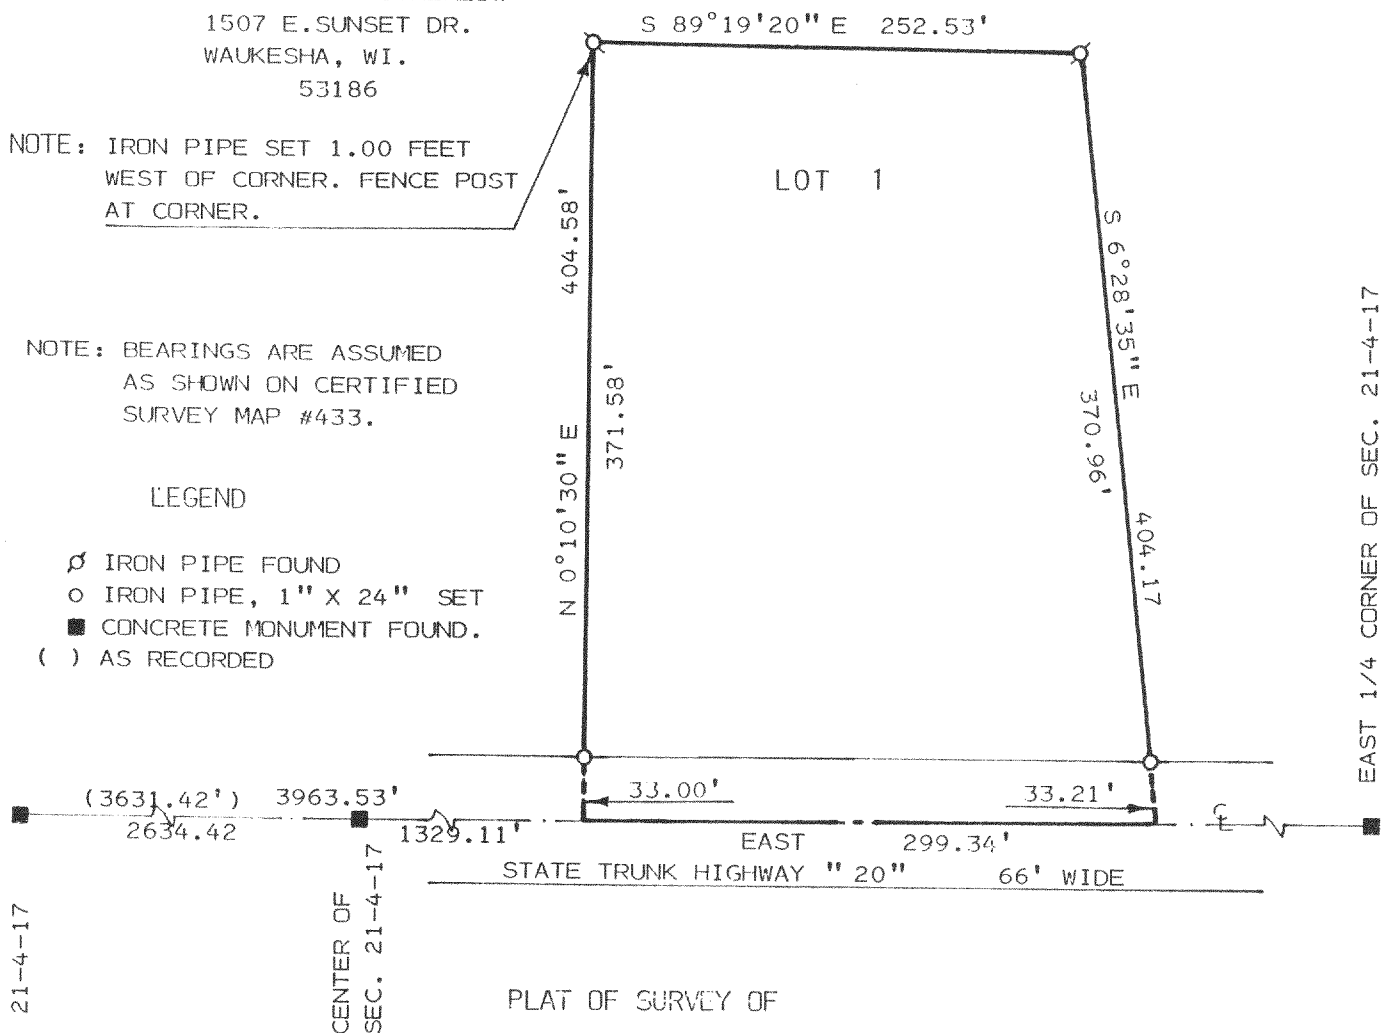 1507 E.SUNSET DR.
WAUKESHA, WI.
53186
S 89°19'20" E 252.53'
NOTE: IRON PIPE SET 1.00 FEET
WEST OF CORNER. FENCE POST
AT CORNER.
LOT 1
404.58'
371.58'
N 0°10'30" E
S 6°28'35" E
370.96'
404.17
EAST 1/4 CORNER OF SEC. 21-4-17
NOTE: BEARINGS ARE ASSUMED
AS SHOWN ON CERTIFIED
SURVEY MAP #433.
LEGEND
IRON PIPE FOUND
IRON PIPE, 1" X 24" SET
CONCRETE MONUMENT FOUND.
( ) AS RECORDED
(3631.42') 3963.53'
2634.42
1329.11'
33.00'
33.21'
EAST 299.34'
STATE TRUNK HIGHWAY "20" 66' WIDE
21-4-17
CENTER OF
SEC. 21-4-17
PLAT OF SURVEY OF